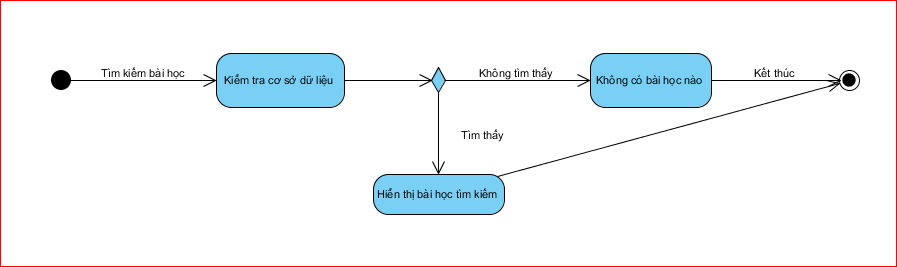 Tìm kiếm bài học
Kiểm tra cơ sở dữ liệu
Không tìm thấy
Không có bài học nào
Kết thúc
Tìm thấy
Hiển thị bài học tìm kiếm